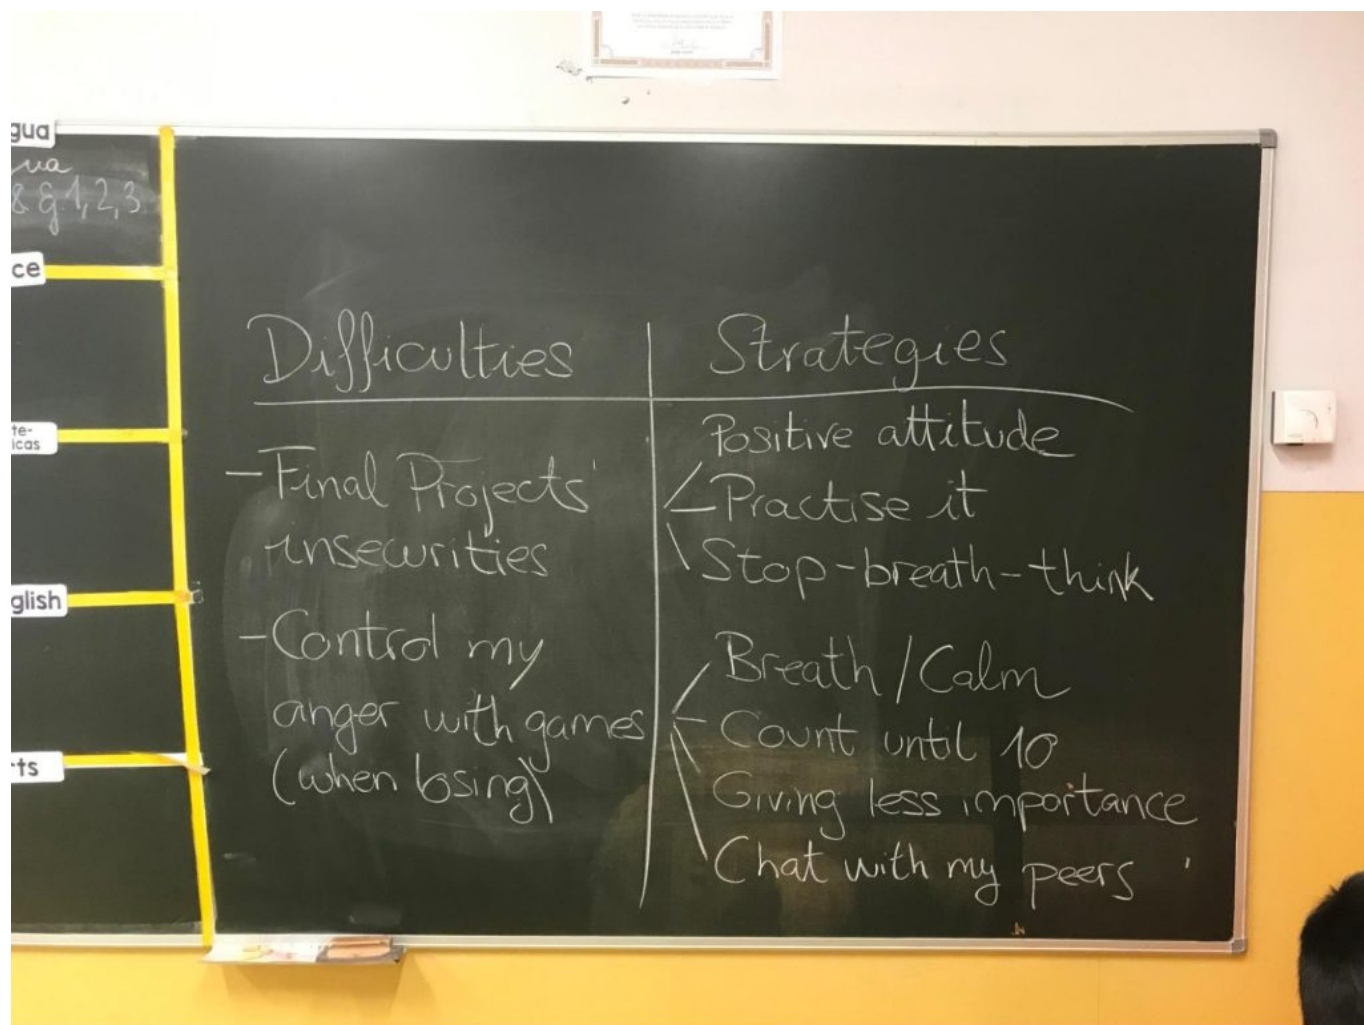 gua
& g 1, 2, 3
ce
te-
icas
glish
ts
Difficulties
- Final Projects'
insecurities
- Control my
anger with games
(when losing)
Strategies
Positive attitude
Practise it
Stop-breath-think
Breath / Calm
Count until 10
Giving less importance
Chat with my peers